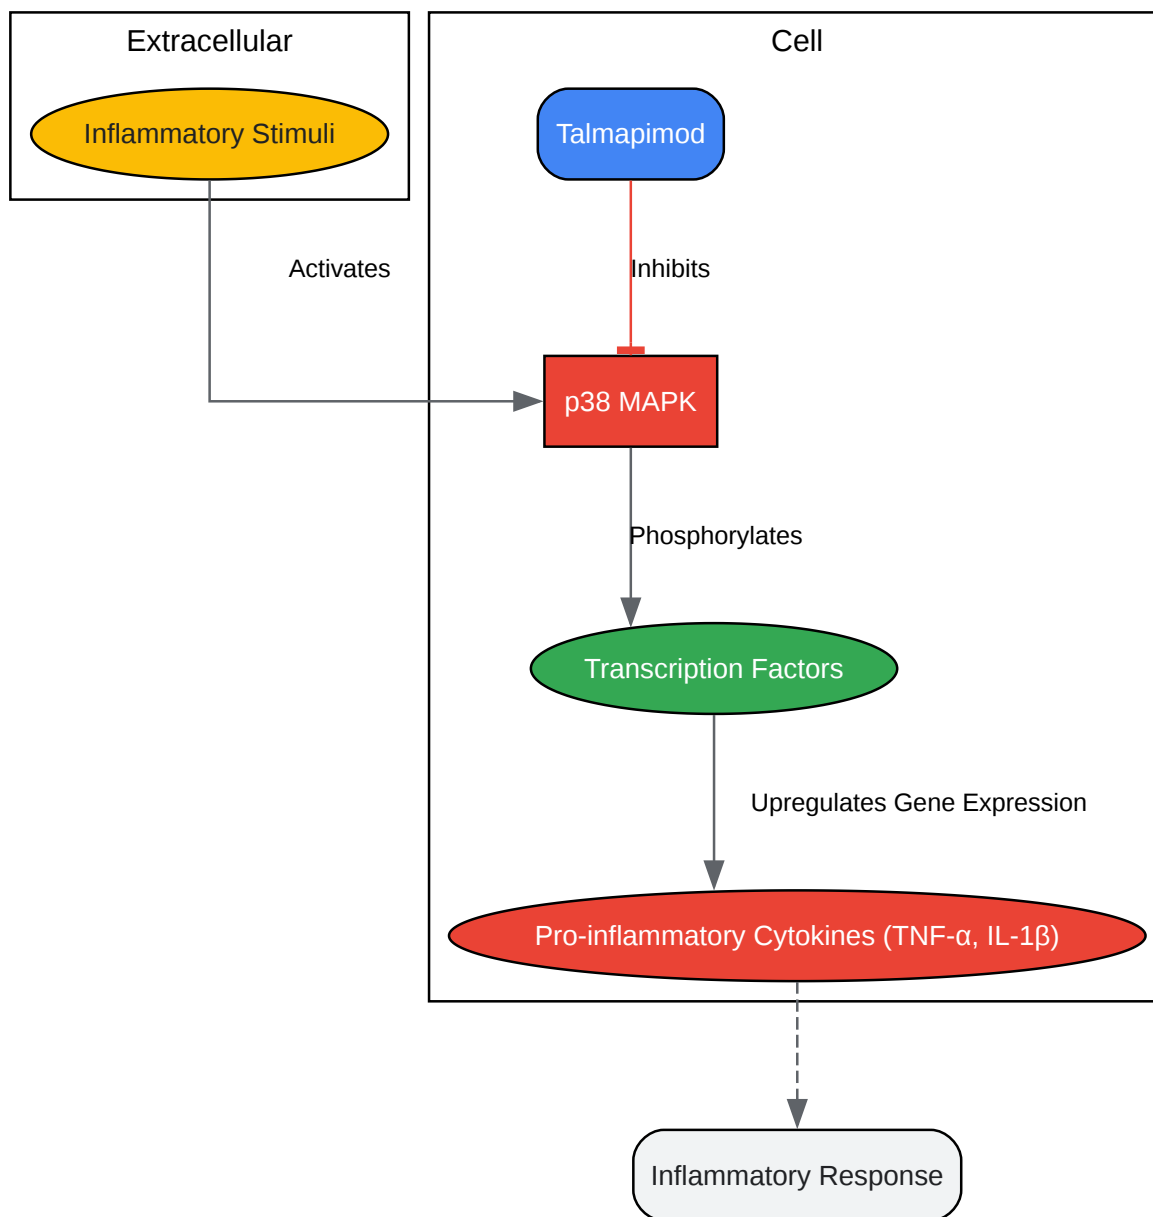 Extracellular
Cell
Inflammatory Stimuli
Talmapimod
Activates
Inhibits
p38 MAPK
Phosphorylates
Transcription Factors
Upregulates Gene Expression
Pro-inflammatory Cytokines (TNF-α, IL-1β)
Inflammatory Response